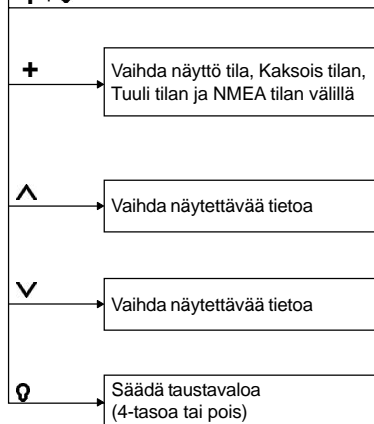 +
Vaihda näyttö tila, Kaksois tilan,
Tuuli tilan ja NMEA tilan välillä
Vaihda näytettävää tietoa
Vaihda näytettävää tietoa
Säädä taustavaloa
(4-tasoa tai pois)